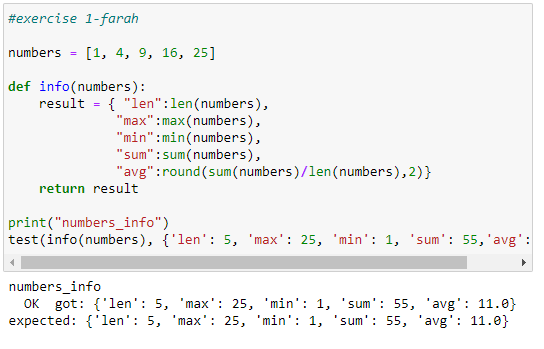 #exercise 1-farah
numbers = [1, 4, 9, 16, 25]
def info(numbers):
    result = { "len":len(numbers),
              "max":max(numbers),
              "min":min(numbers),
              "sum":sum(numbers),
              "avg":round(sum(numbers)/len(numbers),2)}
    return result
print("numbers_info")
test(info(numbers), {'len': 5, 'max': 25, 'min': 1, 'sum': 55,'avg':
numbers_info
  OK  got: {'len': 5, 'max': 25, 'min': 1, 'sum': 55, 'avg': 11.0}
expected: {'len': 5, 'max': 25, 'min': 1, 'sum': 55, 'avg': 11.0}